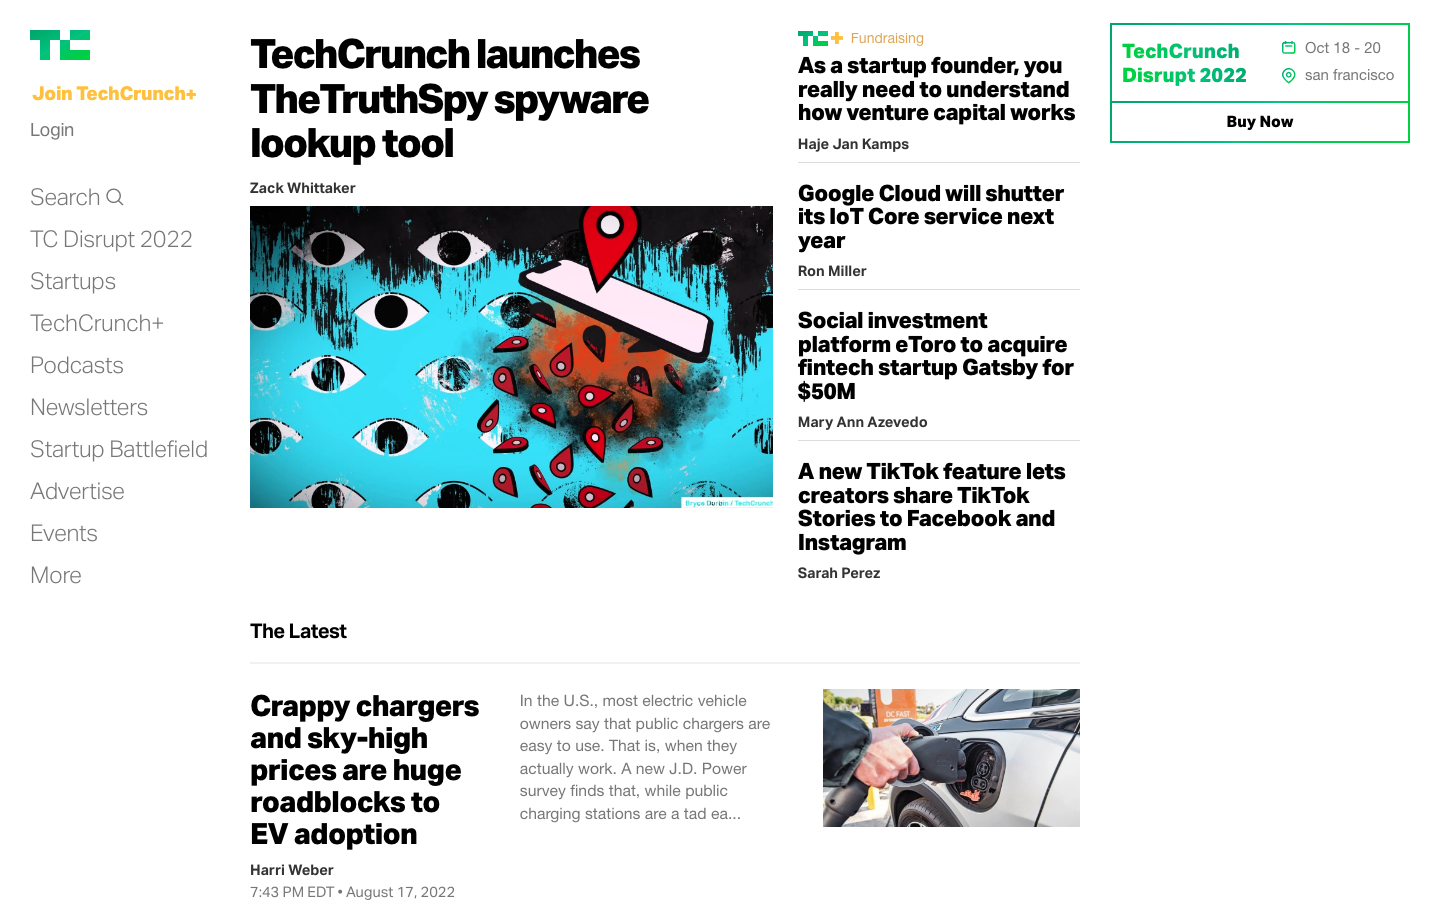 TC
Join TechCrunch+
Login
Search
TC Disrupt 2022
Startups
TechCrunch+
Podcasts
Newsletters
Startup Battlefield
Advertise
Events
More
TechCrunch launches
TheTruthSpy spyware
lookup tool
Zack Whittaker
Bryce Durbin / TechCrunch
TC+ Fundraising
As a startup founder, you
really need to understand
how venture capital works
Haje Jan Kamps
Google Cloud will shutter
its IoT Core service next
year
Ron Miller
Social investment
platform eToro to acquire
fintech startup Gatsby for
$50M
Mary Ann Azevedo
A new TikTok feature lets
creators share TikTok
Stories to Facebook and
Instagram
Sarah Perez
TechCrunch
Disrupt 2022
Oct 18 - 20
san francisco
Buy Now
The Latest
Crappy chargers
and sky-high
prices are huge
roadblocks to
EV adoption
Harri Weber
7:43 PM EDT • August 17, 2022
In the U.S., most electric vehicle
owners say that public chargers are
easy to use. That is, when they
actually work. A new J.D. Power
survey finds that, while public
charging stations are a tad ea...
DC FAST